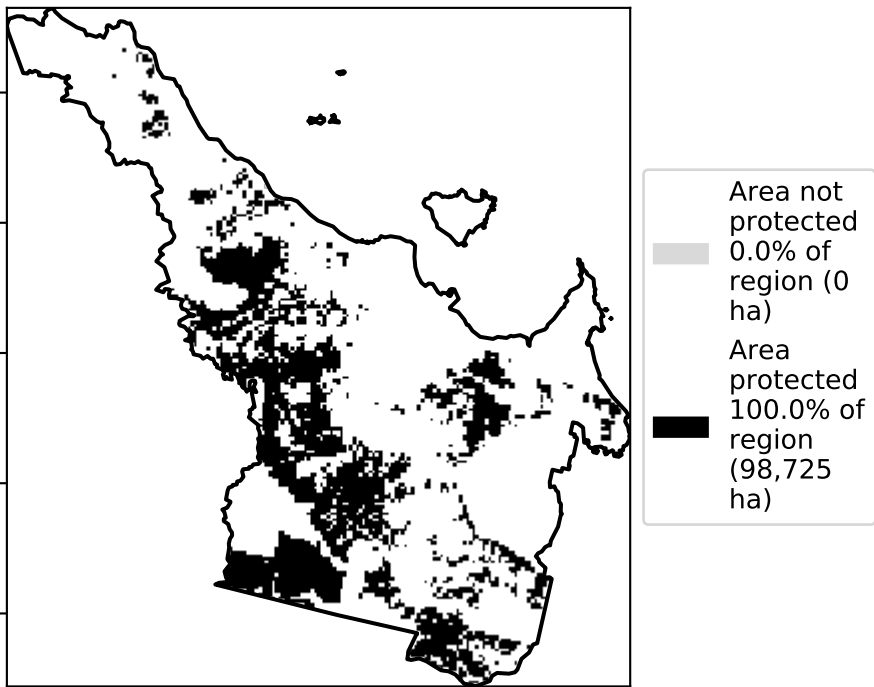 Area not
protected
0.0% of
region (0
ha)
Area
protected
100.0% of
region
(98,725
ha)